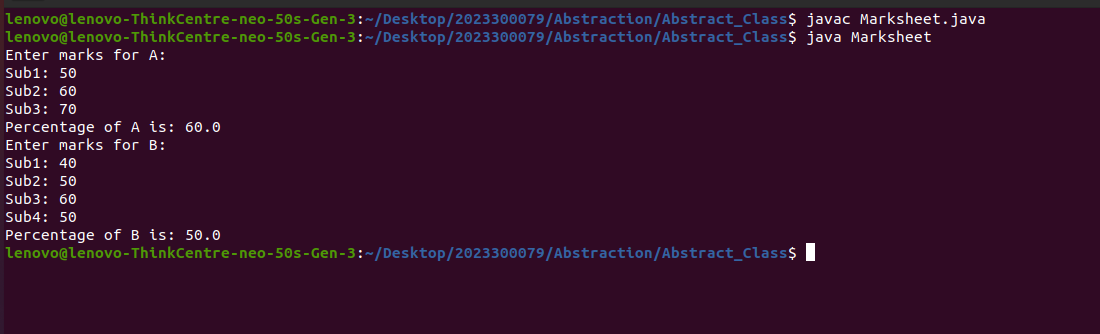 lenovo@lenovo-ThinkCentre-neo-50s-Gen-3:~/Desktop/2023300079/Abstraction/Abstract_Class$ javac Marksheet.java
lenovo@lenovo-ThinkCentre-neo-50s-Gen-3:~/Desktop/2023300079/Abstraction/Abstract_Class$ java Marksheet
Enter marks for A:
Sub1: 50
Sub2: 60
Sub3: 70
Percentage of A is: 60.0
Enter marks for B:
Sub1: 40
Sub2: 50
Sub3: 60
Sub4: 50
Percentage of B is: 50.0
lenovo@lenovo-ThinkCentre-neo-50s-Gen-3:~/Desktop/2023300079/Abstraction/Abstract_Class$